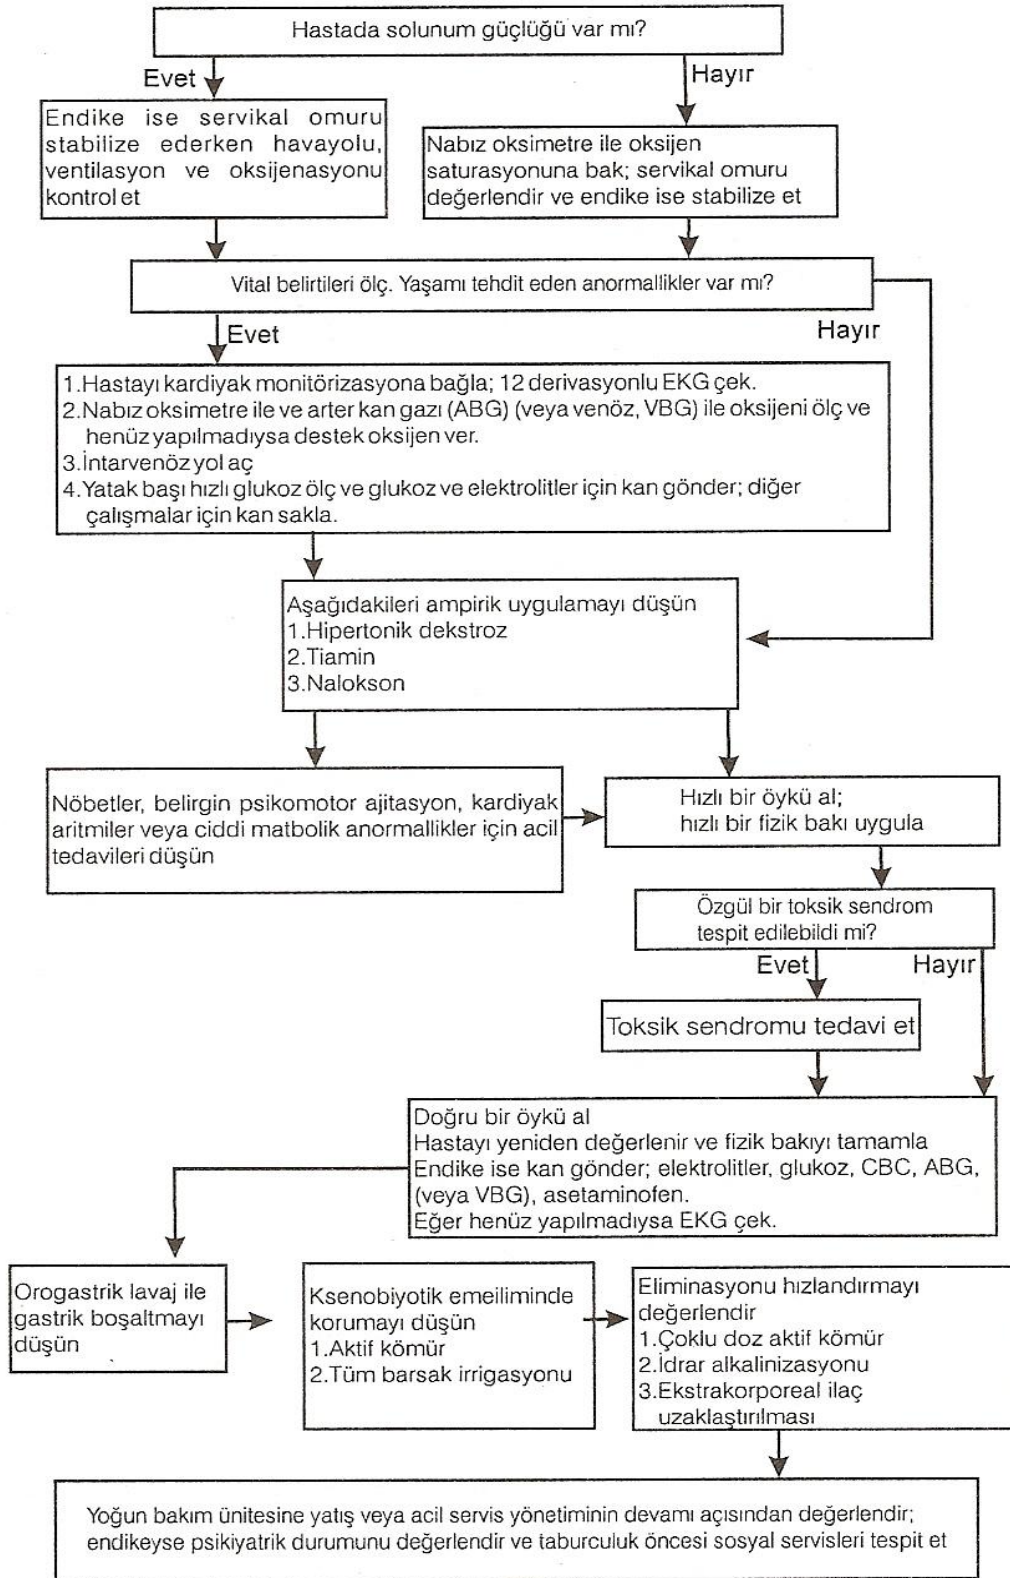 Hastada solunum güçlüğü var mı?
Evet
Hayır
Endike ise servikal omuru
stabilize ederken havayolu,
ventilasyon ve oksijenasyonu
kontrol et
Nabız oksimetre ile oksijen
saturasyonuna bak; servikal omuru
değerlendir ve endike ise stabilize et
Vital belirtileri ölç. Yaşamı tehdit eden anormallikler var mı?
Evet
Hayır
1.Hastayı kardiyak monitörizasyona bağla; 12 derivasyonlu EKG çek.
2.Nabız oksimetre ile ve arter kan gazı (ABG) (veya venöz, VBG) ile oksijeni ölç ve
henüz yapılmadıysa destek oksijen ver.
3.İntarvenöz yol aç
4.Yatak başı hızlı glukoz ölç ve glukoz ve elektrolitler için kan gönder; diğer
çalışmalar için kan sakla.
Aşağıdakileri ampirik uygulamayı düşün
1.Hipertonik dekstroz
2.Tiamin
3.Nalokson
Nöbetler, belirgin psikomotor ajitasyon, kardiyak
aritmiler veya ciddi matbolik anormallikler için acil
tedavileri düşün
Hızlı bir öykü al;
hızlı bir fizik bakı uygula
Özgül bir toksik sendrom
tespit edilebildi mi?
Evet
Hayır
Toksik sendromu tedavi et
Doğru bir öykü al
Hastayı yeniden değerlenir ve fizik bakıyı tamamla
Endike ise kan gönder; elektrolitler, glukoz, CBC, ABG,
(veya VBG), asetaminofen.
Eğer henüz yapılmadıysa EKG çek.
Orogastrik lavaj ile
gastrik boşaltmayı
düşün
Ksenobiyotik emeiliminde
korumayı düşün
1.Aktif kömür
2.Tüm barsak irrigasyonu
Eliminasyonu hızlandırmayı
değerlendir
1.Çoklu doz aktif kömür
2.İdrar alkalinizasyonu
3.Ekstrakorporeal ilaç
uzaklaştırılması
Yoğun bakım ünitesine yatış veya acil servis yönetiminin devamı açısından değerlendir;
endikeyse psikiyatrik durumunu değerlendir ve taburculuk öncesi sosyal servisleri tespit et